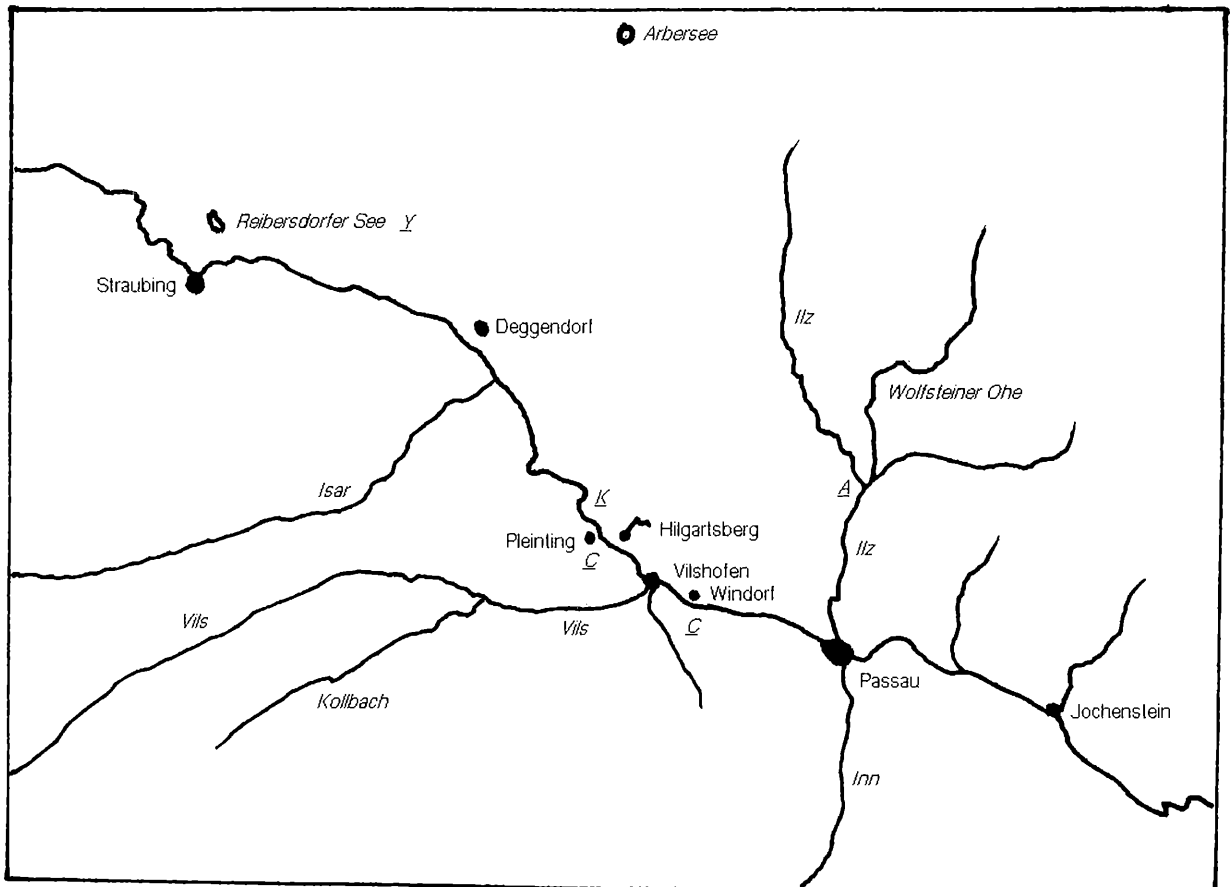 Arbersee
Reibersdorfer See Y
Straubing
Deggendorf
Ilz
Wolfsteiner Ohe
Isar
K
A
Pleinting
Hilgartsberg
C
Ilz
Vilshofen
Windorf
Vils
Vils
C
Kollbach
Passau
Jochenstein
Inn